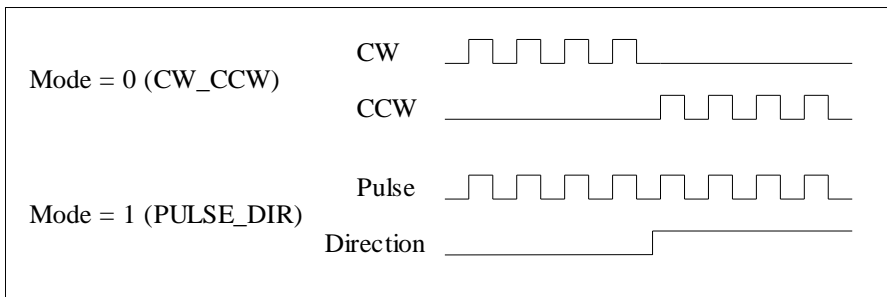 CW
Mode = 0 (CW_CCW)
CCW
Pulse
Mode = 1 (PULSE_DIR)
Direction